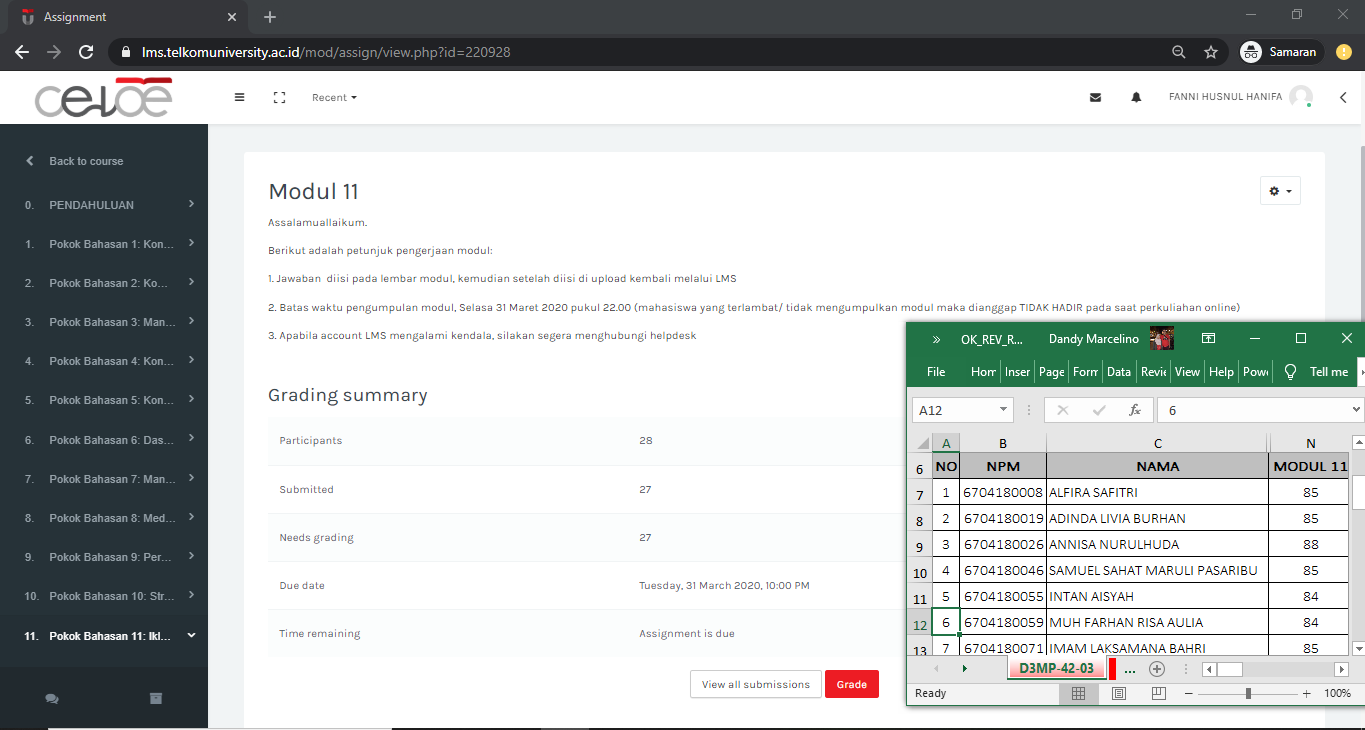 Assignment
lms.telkomuniversity.ac.id/mod/assign/view.php?id=220928
Samaran
celoe
Recent
FANNI HUSNUL HANIFA
Back to course
0. PENDAHULUAN
1. Pokok Bahasan 1: Kon...
2. Pokok Bahasan 2: Ko...
3. Pokok Bahasan 3: Man...
4. Pokok Bahasan 4: Kon...
5. Pokok Bahasan 5: Kon...
6. Pokok Bahasan 6: Das...
7. Pokok Bahasan 7: Man...
8. Pokok Bahasan 8: Med...
9. Pokok Bahasan 9: Per...
10. Pokok Bahasan 10: Str...
11. Pokok Bahasan 11: Ikl...
Modul 11
Assalamuallaikum.
Berikut adalah petunjuk pengerjaan modul:
1. Jawaban diisi pada lembar modul, kemudian setelah diisi di upload kembali melalui LMS
2. Batas waktu pengumpulan modul, Selasa 31 Maret 2020 pukul 22.00 (mahasiswa yang terlambat/ tidak mengumpulkan modul maka dianggap TIDAK HADIR pada saat perkuliahan online)
3. Apabila account LMS mengalami kendala, silakan segera menghubungi helpdesk
Grading summary
Participants 28
Submitted 27
Needs grading 27
Due date Tuesday, 31 March 2020, 10:00 PM
Time remaining Assignment is due
View all submissions Grade
OK_REV_R... Dandy Marcelino
File Hom Inser Page Forr Data Revie View Help Powe Tell me
A12 fx 6
A B C N
6 NO NPM NAMA MODUL 11
7 1 6704180008 ALFIRA SAFITRI 85
8 2 6704180019 ADINDA LIVIA BURHAN 85
9 3 6704180026 ANNISA NURULHUDA 88
10 4 6704180046 SAMUEL SAHAT MARULI PASARIBU 85
11 5 6704180055 INTAN AISYAH 84
12 6 6704180059 MUH FARHAN RISA AULIA 84
13 7 6704180071 IMAM LAKSAMANA BAHRI 85
D3MP-42-03 ...
Ready 100%